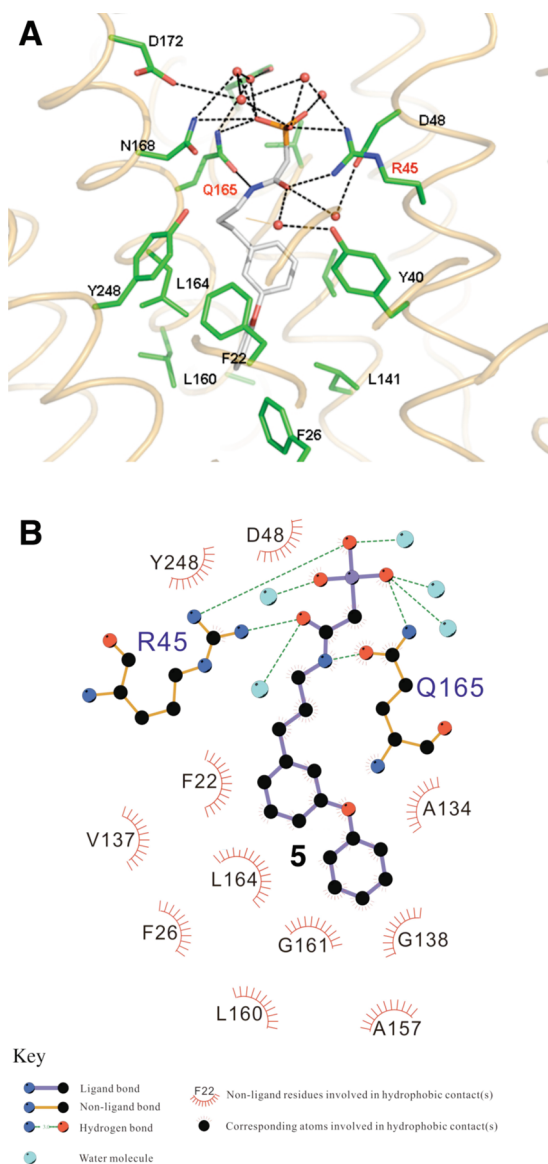 A
D172
D48
N168
R45
Q165
Y248
L164
Y40
F22
L160
L141
F26
B
D48
Y248
R45
Q165
F22
A134
V137
5
L164
F26
G161
G138
L160
A157
Key
Ligand bond
Non-ligand bond
Hydrogen bond
Water molecule
F22 Non-ligand residues involved in hydrophobic contact(s)
Corresponding atoms involved in hydrophobic contact(s)